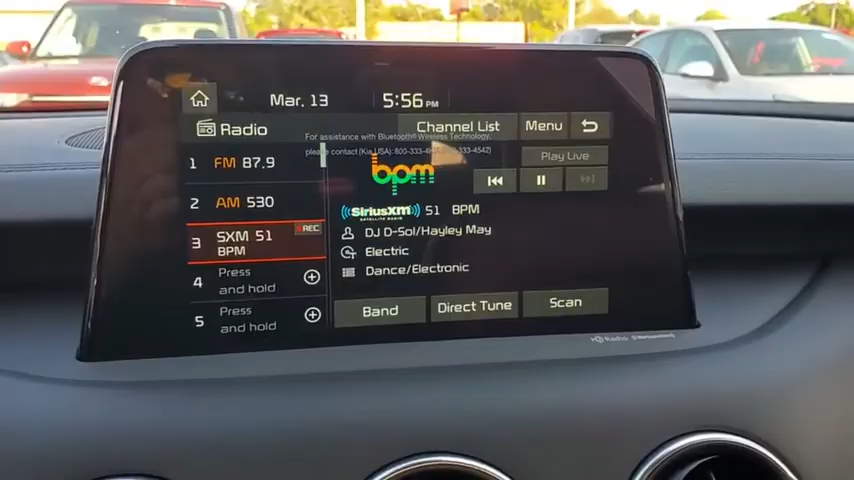 Mar. 13
5:56 PM
Radio
Channel List
Menu
For assistance with Bluetooth® Wireless Technology,
please contact (Kia USA): 800-333-4542)
Play Live
1 FM 87.9
bpm
2 AM 530
SiriusXM 51 BPM
SATELLITE RADIO
REC
3 SXM 51
BPM
DJ D-Sol/Hayley May
Electric
Dance/Electronic
4 Press
and hold
5 Press
and hold
Band
Direct Tune
Scan
HD Radio SiriusXM